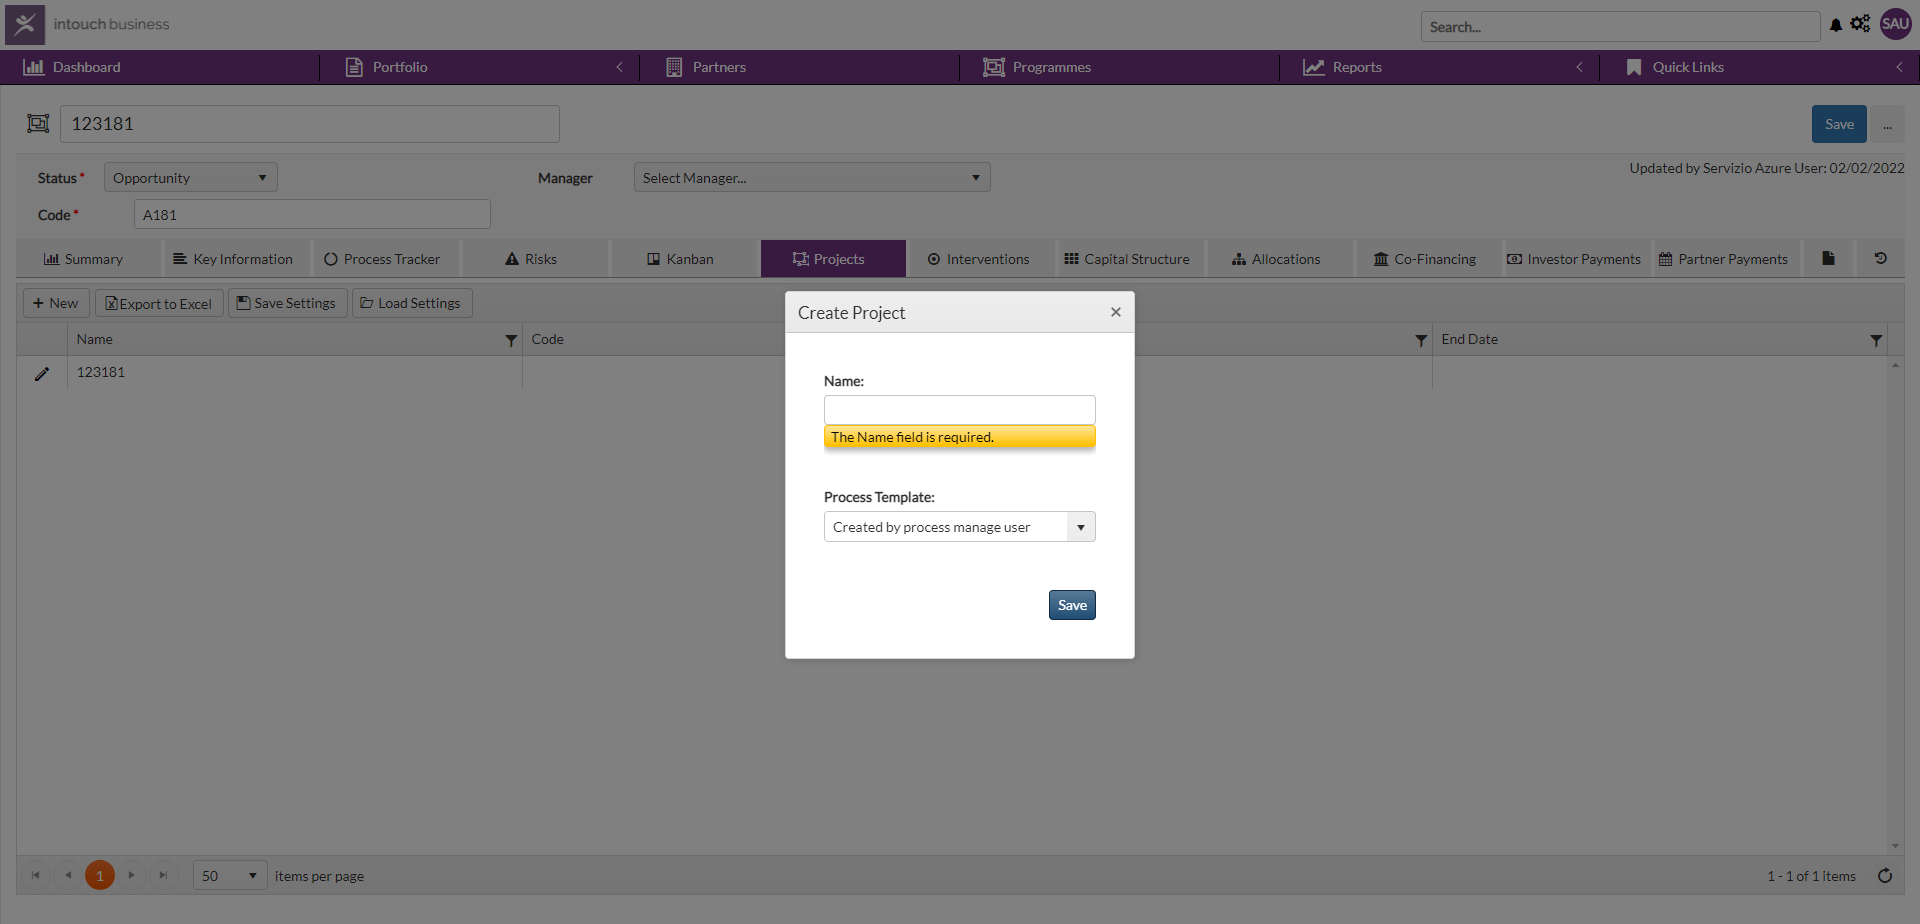 intouch business
Search...
SAU
Dashboard
Portfolio
Partners
Programmes
Reports
Quick Links
123181
Save
...
Status *
Opportunity
Manager
Select Manager...
Updated by Servizio Azure User: 02/02/2022
Code *
A181
Summary
Key Information
Process Tracker
Risks
Kanban
Projects
Interventions
Capital Structure
Allocations
Co-Financing
Investor Payments
Partner Payments
+ New
Export to Excel
Save Settings
Load Settings
Name
Code
End Date
123181
Create Project
×
Name:
The Name field is required.
Process Template:
Created by process manage user
Save
1
50
items per page
1 - 1 of 1 items